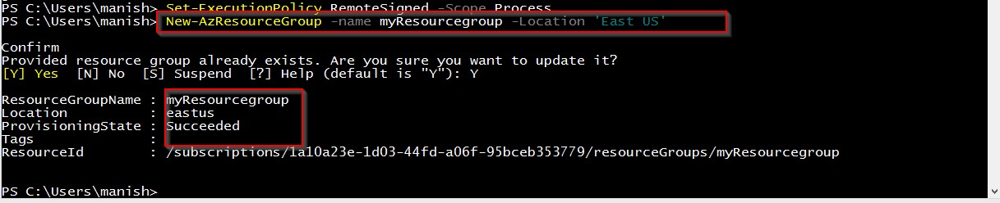 PS C:\Users\manish> Set-ExecutionPolicy RemoteSigned -Scope Process
PS C:\Users\manish> New-AzResourceGroup -name myResourcegroup -Location 'East US'
Confirm
Provided resource group already exists. Are you sure you want to update it?
[Y] Yes  [N] No  [S] Suspend  [?] Help (default is "Y"): Y
ResourceGroupName : myResourcegroup
Location          : eastus
ProvisioningState : Succeeded
Tags              :
ResourceId        : /subscriptions/1a10a23e-1d03-44fd-a06f-95bceb353779/resourceGroups/myResourcegroup
PS C:\Users\manish>